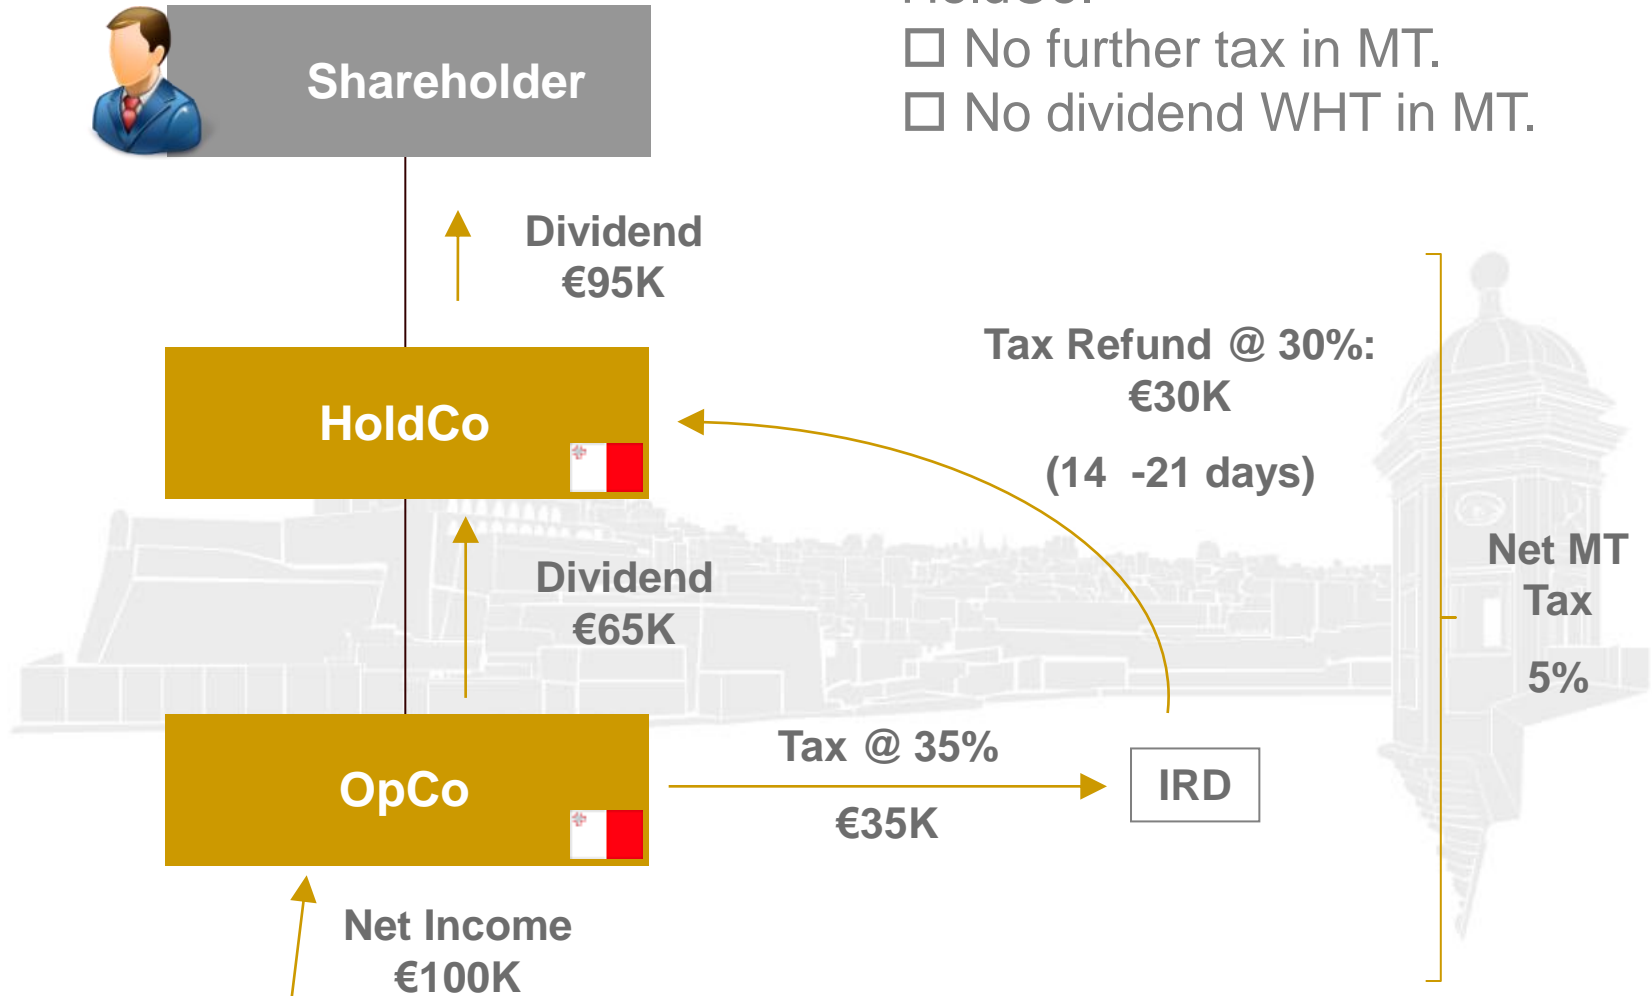 HoldCo:
□ No further tax in MT.
□ No dividend WHT in MT.
Shareholder
Dividend
€95K
Tax Refund @ 30%:
€30K
(14 -21 days)
HoldCo
Net MT
Tax
5%
Dividend
€65K
Tax @ 35%
€35K
IRD
OpCo
Net Income
€100K